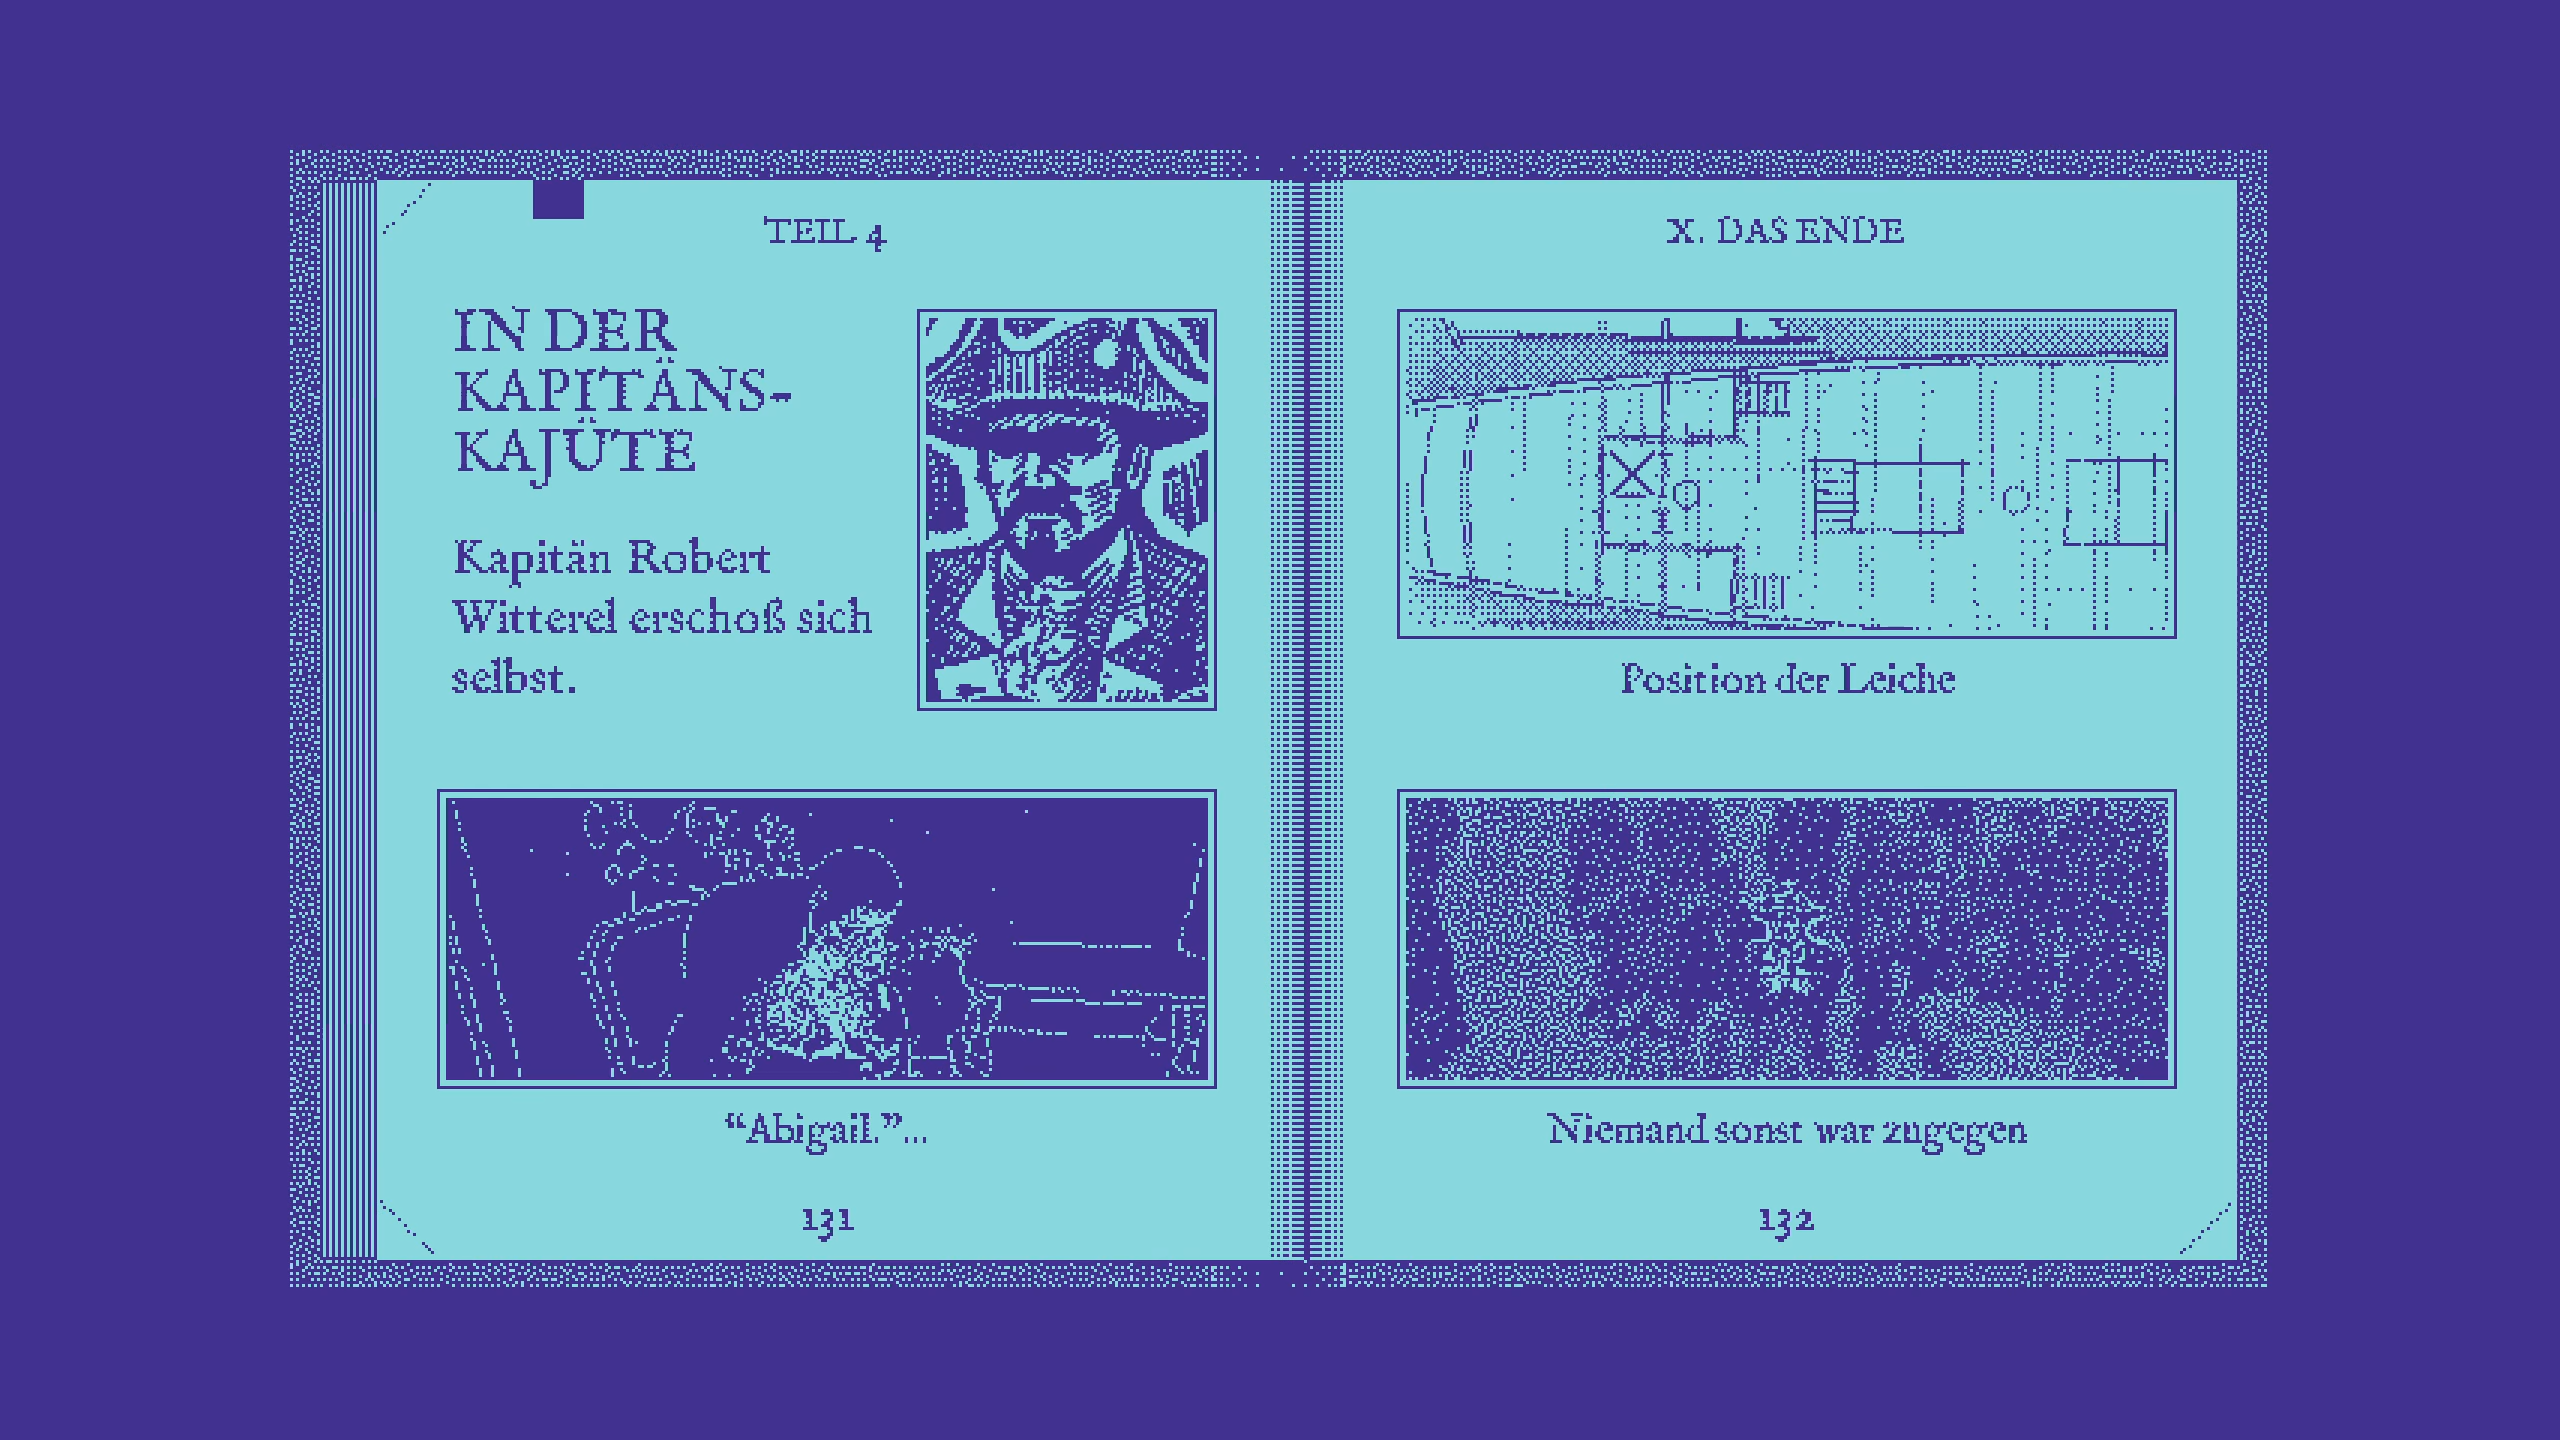 TEIL 4
IN DER
KAPITÄNS-
KAJÜTE
Kapitän Robert
Witterel erschoß sich
selbst.
“Abigail.”...
131
X. DAS ENDE
Position der Leiche
Niemand sonst war zugegen
132